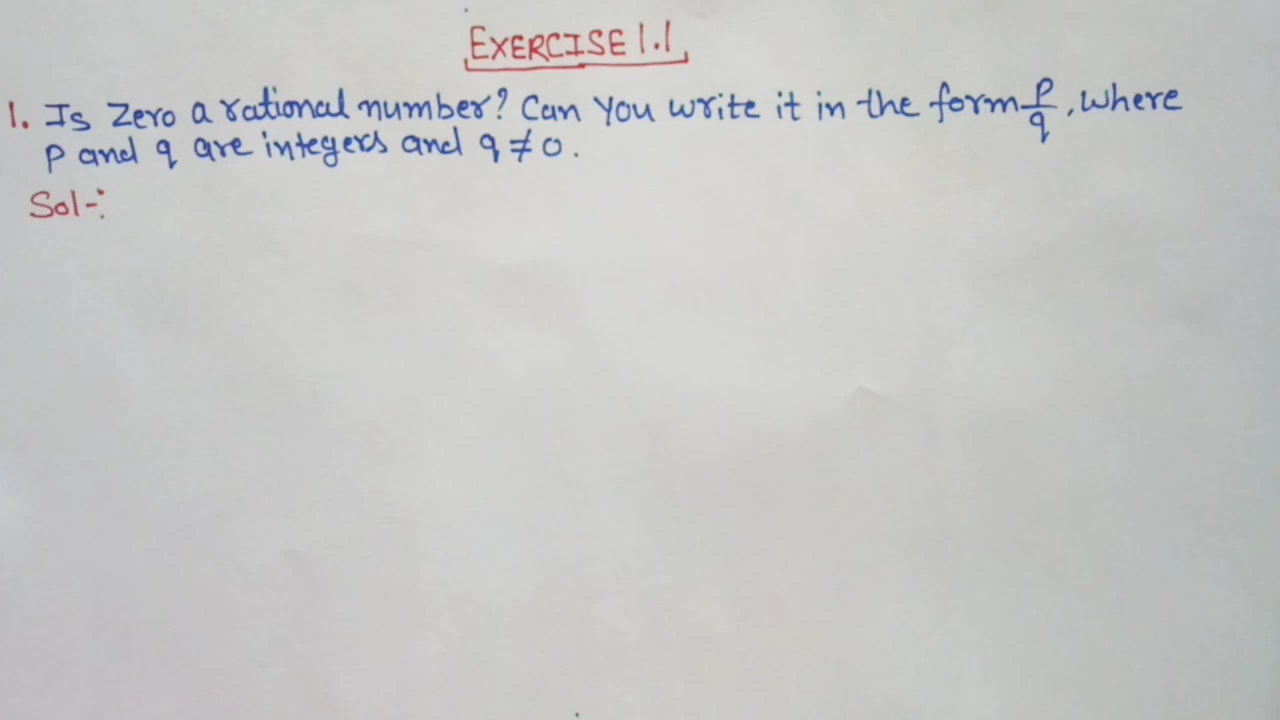 EXERCISE 1.1
1. Is Zero a rational number? Can You write it in the form p/q, where
p and q are integers and q ≠ 0.
Sol-: